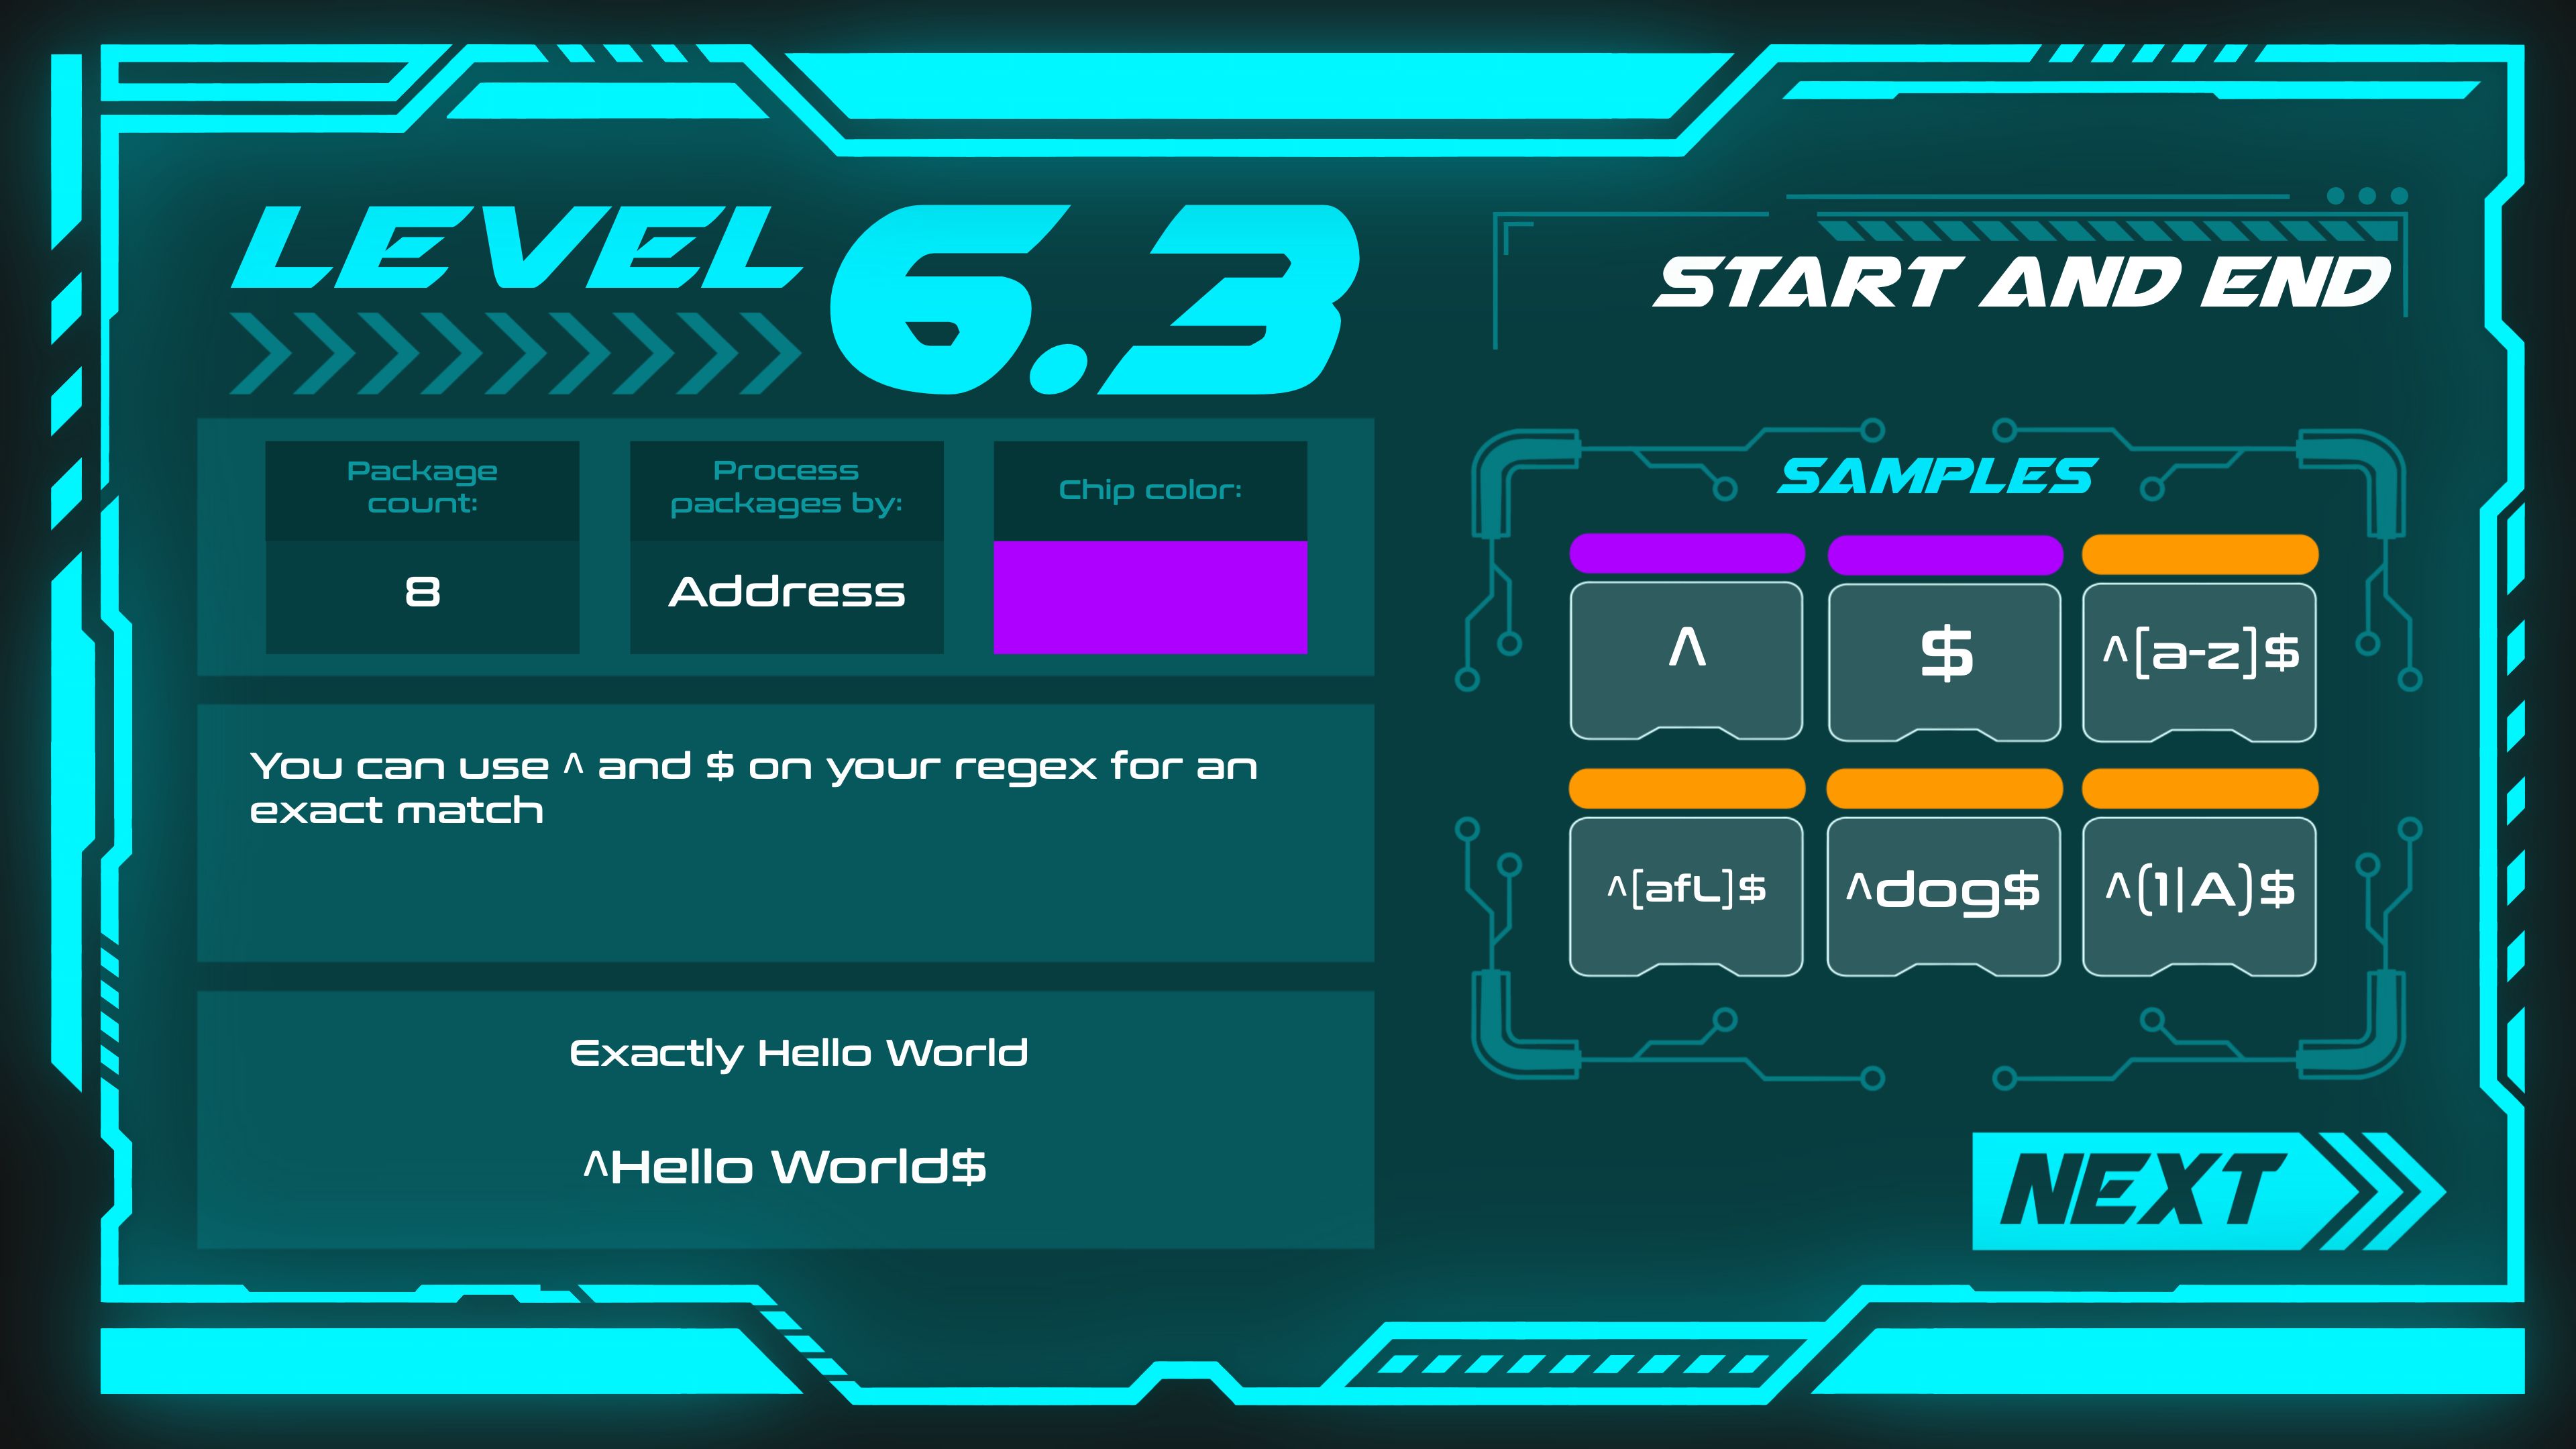 LEVEL 6.3
START AND END
Package
count:
8
Process
packages by:
Address
Chip color:
You can use ^ and $ on your regex for an
exact match
Exactly Hello World
^Hello World$
SAMPLES
^
$
^[a-z]$
^[afL]$
^dog$
^(1|A)$
NEXT